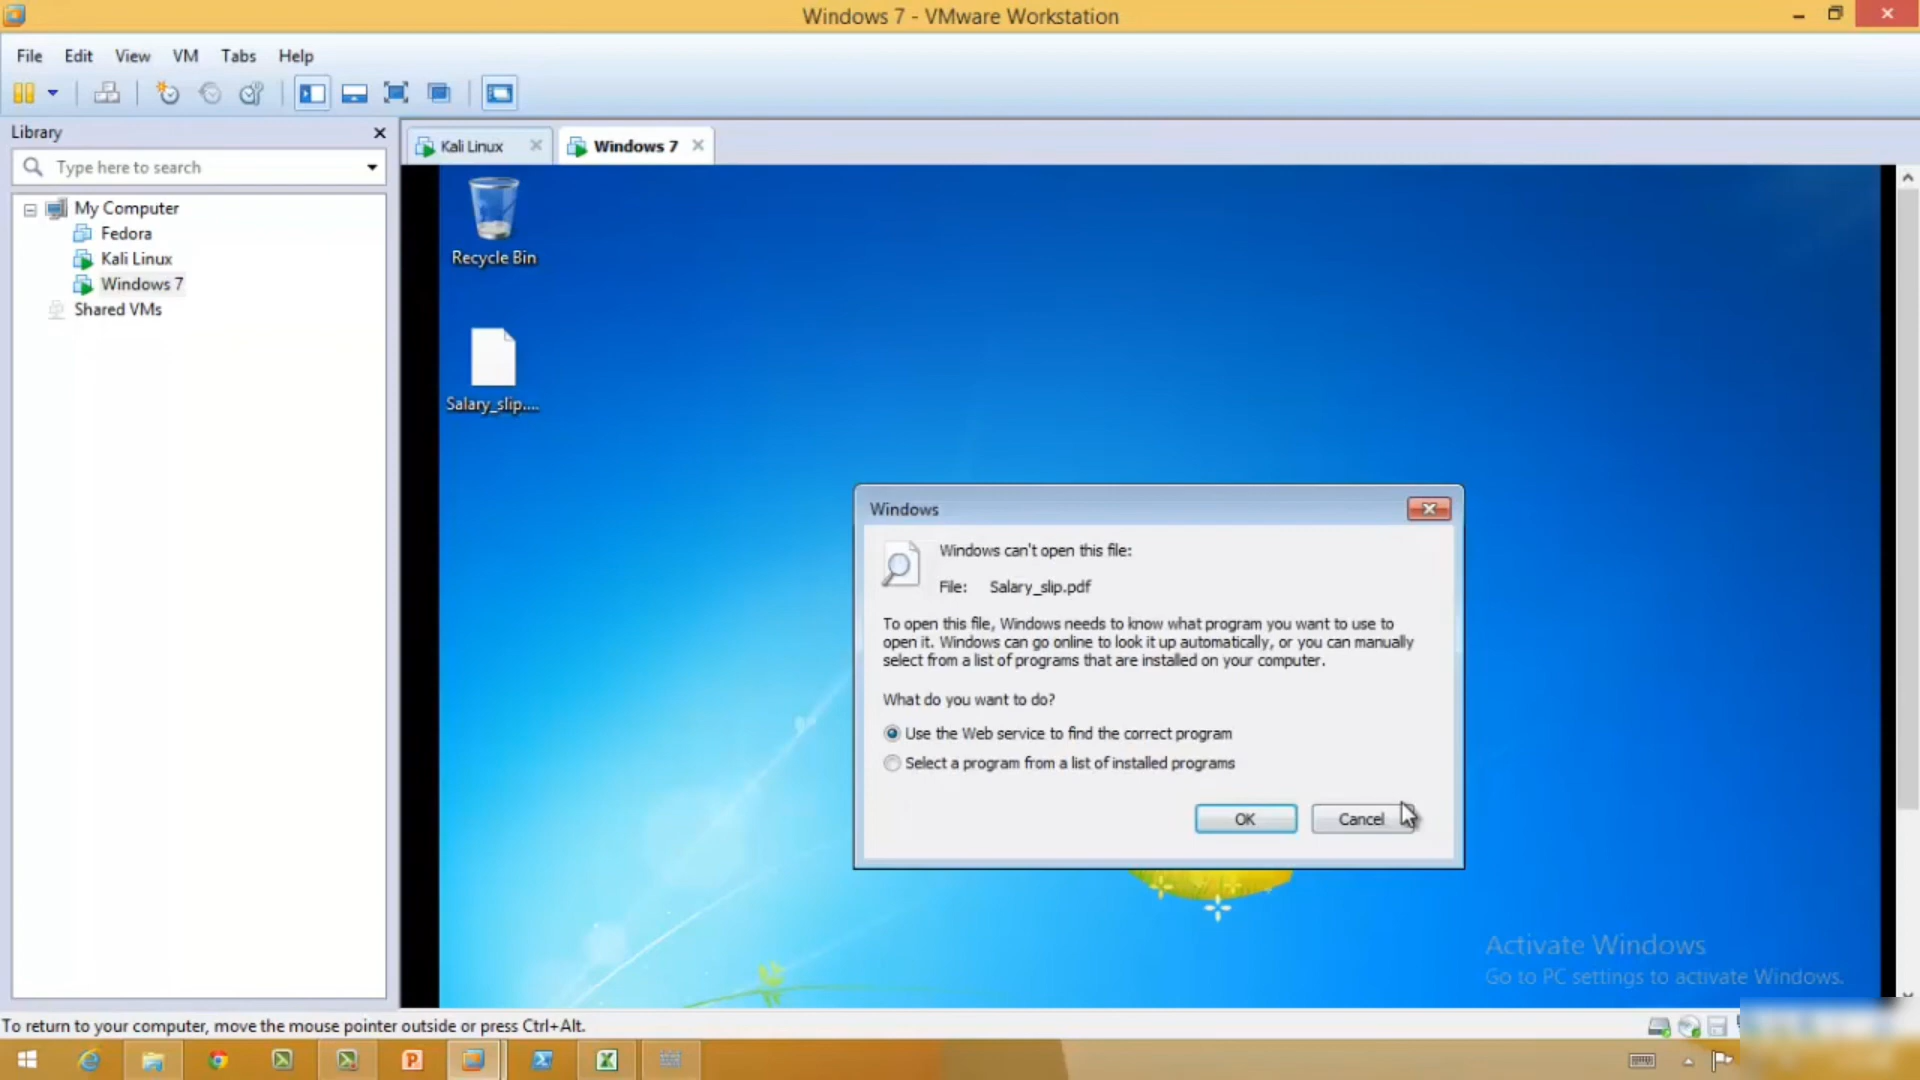 Windows 7 - VMware Workstation
File Edit View VM Tabs Help
Library
Type here to search
My Computer
Fedora
Kali Linux
Windows 7
Shared VMs
Kali Linux
Windows 7
Recycle Bin
Salary_slip....
Windows
Windows can't open this file:
File: Salary_slip.pdf
To open this file, Windows needs to know what program you want to use to
open it. Windows can go online to look it up automatically, or you can manually
select from a list of programs that are installed on your computer.
What do you want to do?
Use the Web service to find the correct program
Select a program from a list of installed programs
OK
Cancel
Activate Windows
Go to PC settings to activate Windows.
To return to your computer, move the mouse pointer outside or press Ctrl+Alt.